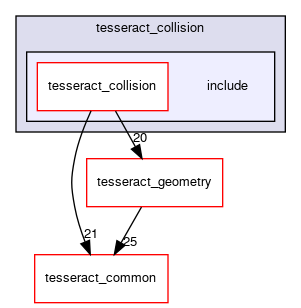 tesseract_collision
tesseract_collision
include
20
tesseract_geometry
21
25
tesseract_common